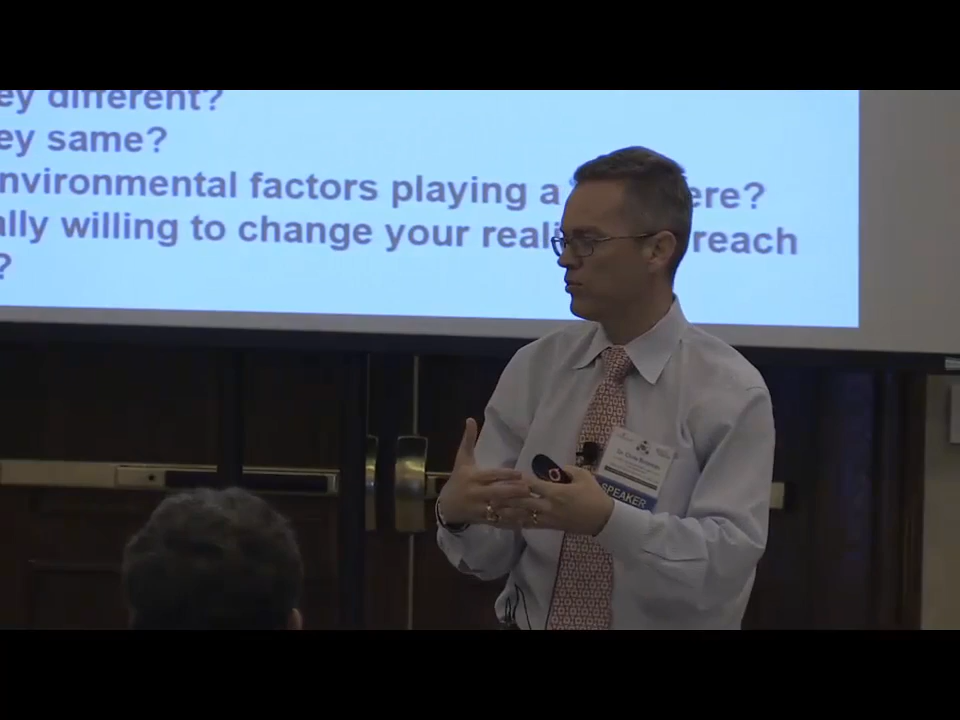 ey different?
ey same?
nvironmental factors playing a ere?
ally willing to change your reali reach
?
SPEAKER